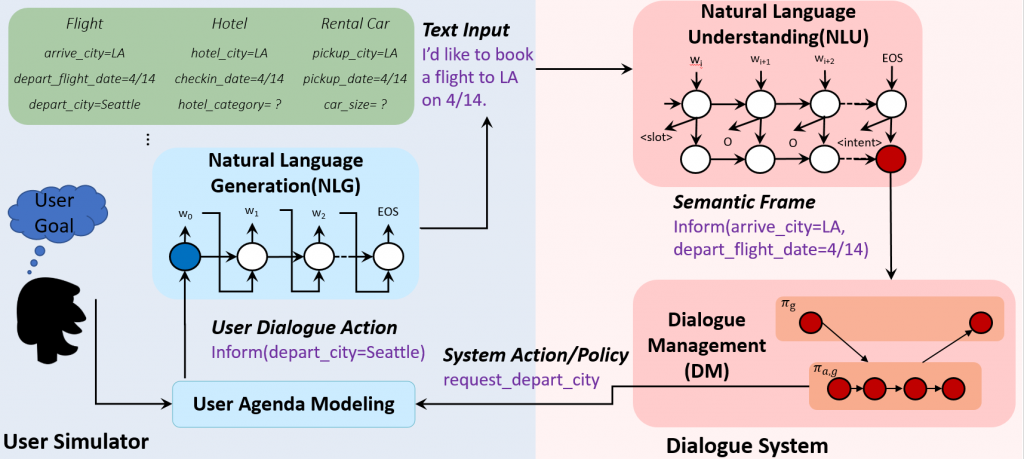 Flight Hotel Rental Car
arrive_city=LA hotel_city=LA pickup_city=LA
depart_flight_date=4/14 checkin_date=4/14 pickup_date=4/14
depart_city=Seattle hotel_category= ? car_size= ?
...
Text Input
I'd like to book
a flight to LA
on 4/14.
Natural Language
Understanding(NLU)
wi wi+1 wi+2 EOS
<slot> O O <intent>
Natural Language
Generation(NLG)
w0 w1 w2 EOS
User
Goal
Semantic Frame
Inform(arrive_city=LA,
depart_flight_date=4/14)
User Dialogue Action
Inform(depart_city=Seattle)
System Action/Policy
request_depart_city
Dialogue
Management
(DM)
πg
πa,g
User Agenda Modeling
User Simulator
Dialogue System